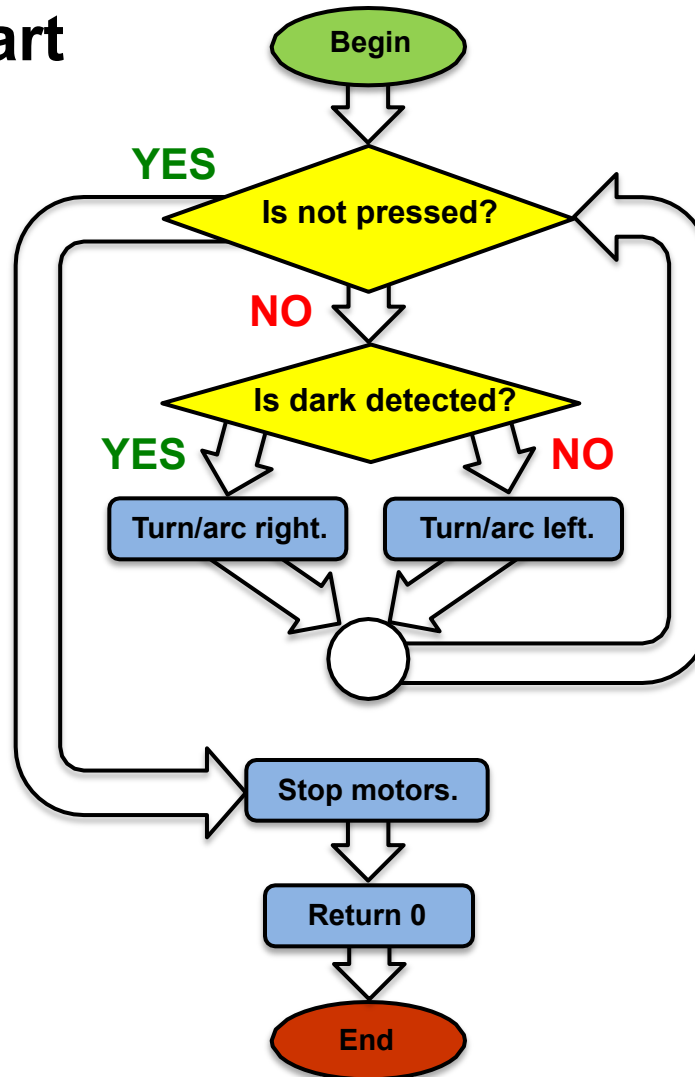 art
Begin
YES
Is not pressed?
NO
Is dark detected?
YES
NO
Turn/arc right.
Turn/arc left.
Stop motors.
Return 0
End